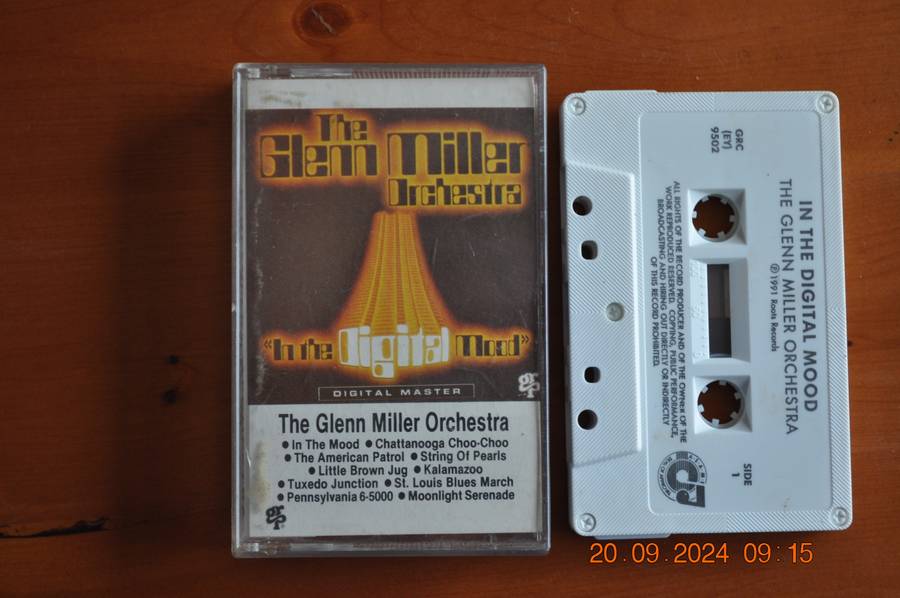 The
Glenn Miller
Orchestra
«In the digital Mood»
DIGITAL MASTER
grp
The Glenn Miller Orchestra
• In The Mood • Chattanooga Choo-Choo
• The American Patrol • String Of Pearls
• Little Brown Jug • Kalamazoo
• Tuxedo Junction • St. Louis Blues March
• Pennsylvania 6-5000 • Moonlight Serenade
grp
IN THE DIGITAL MOOD
THE GLENN MILLER ORCHESTRA
℗ 1991 Roots Records
GRC
(EY)
9502
SIDE
1
ALL RIGHTS OF THE RECORD PRODUCER AND OF THE OWNER OF THE
WORK REPRODUCED RESERVED. COPYING, PUBLIC PERFORMANCE,
BROADCASTING AND HIRING OUT DIRECTLY OR INDIRECTLY
OF THIS RECORD PROHIBITED.
20.09.2024 09:15